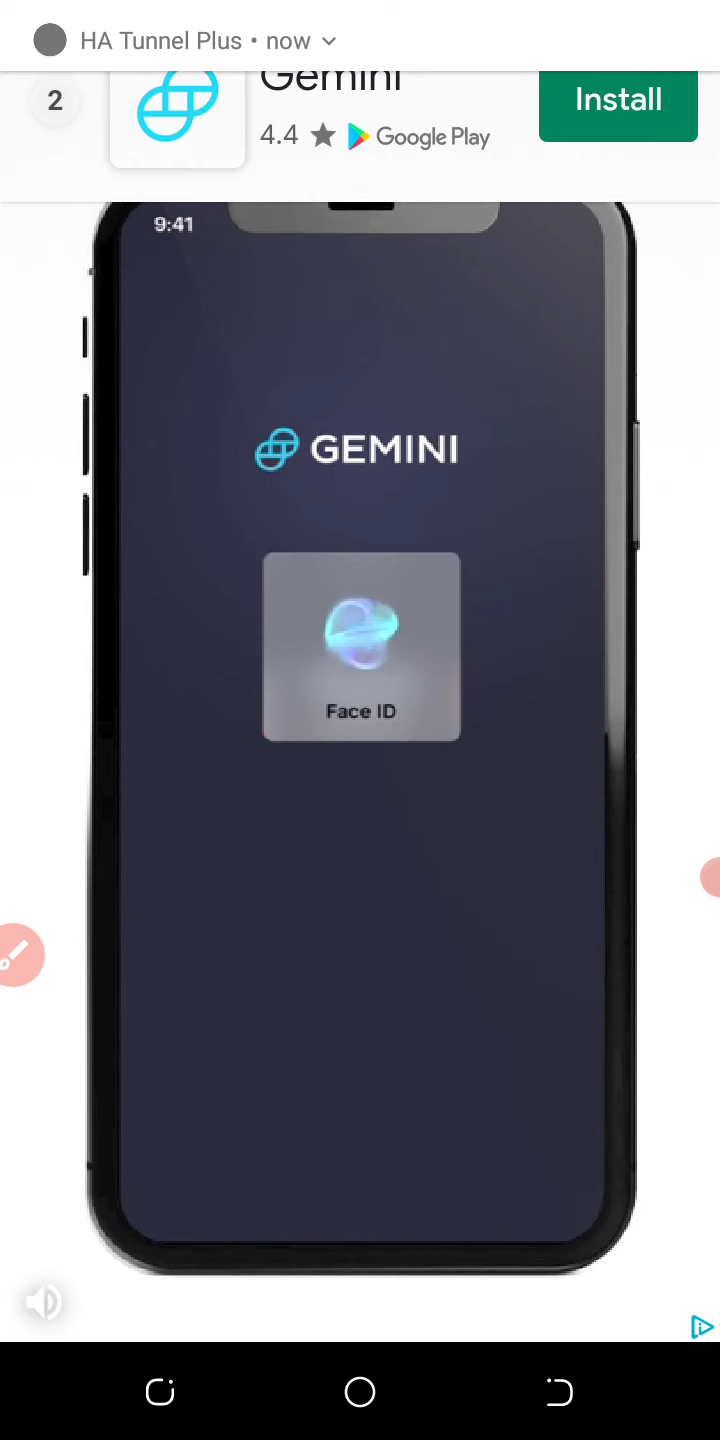 HA Tunnel Plus • now
2
Gemini
Install
4.4 ★ Google Play
9:41
GEMINI
Face ID